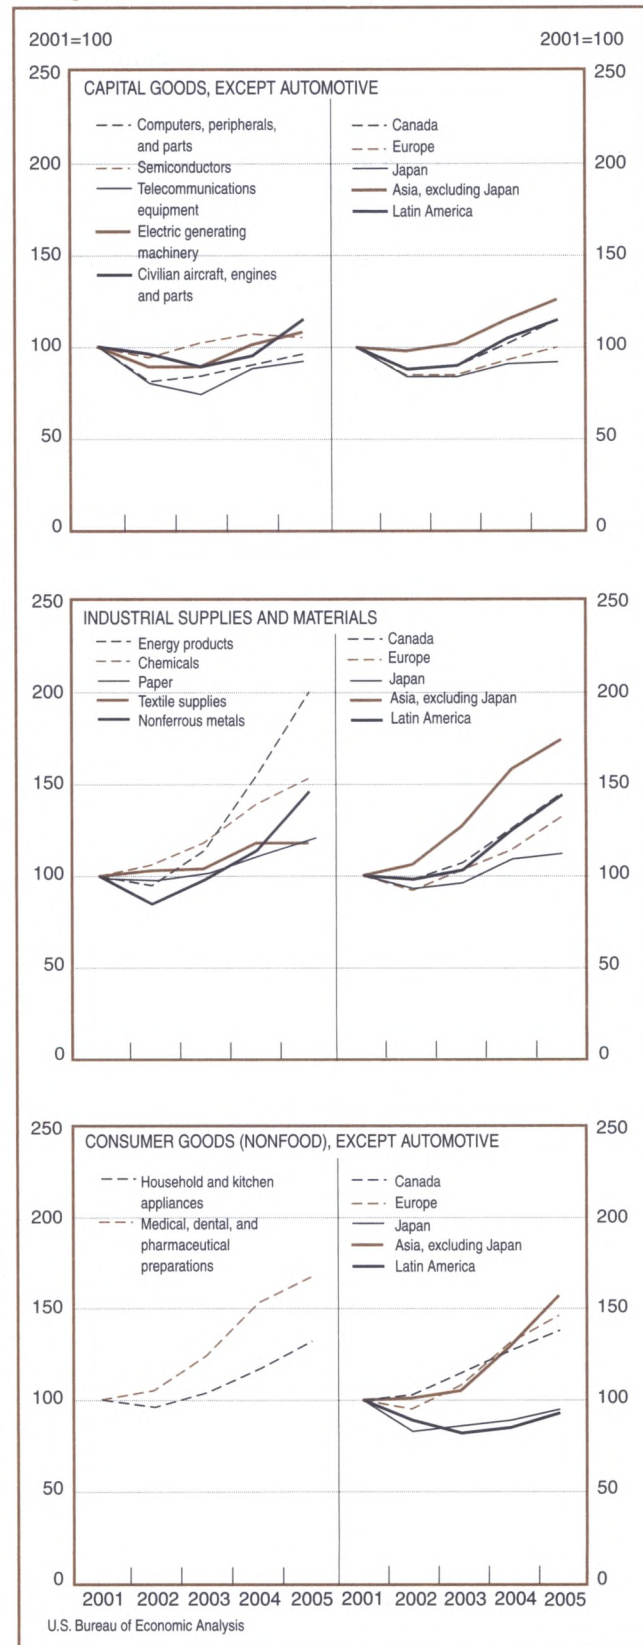 2001=100 2001=100
250 250
CAPITAL GOODS, EXCEPT AUTOMOTIVE
Computers, peripherals,
and parts
Semiconductors
Telecommunications
equipment
Electric generating
machinery
Civilian aircraft, engines
and parts
Canada
Europe
Japan
Asia, excluding Japan
Latin America
200 200
150 150
100 100
50 50
0 0
250 250
INDUSTRIAL SUPPLIES AND MATERIALS
Energy products
Chemicals
Paper
Textile supplies
Nonferrous metals
Canada
Europe
Japan
Asia, excluding Japan
Latin America
200 200
150 150
100 100
50 50
0 0
250 250
CONSUMER GOODS (NONFOOD), EXCEPT AUTOMOTIVE
Household and kitchen
appliances
Medical, dental, and
pharmaceutical
preparations
Canada
Europe
Japan
Asia, excluding Japan
Latin America
200 200
150 150
100 100
50 50
0 0
2001 2002 2003 2004 2005 2001 2002 2003 2004 2005
U.S. Bureau of Economic Analysis